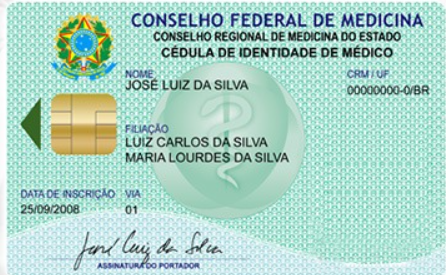 CONSELHO FEDERAL DE MEDICINA
CONSELHO REGIONAL DE MEDICINA DO ESTADO
CÉDULA DE IDENTIDADE DE MÉDICO
NOME
JOSÉ LUIZ DA SILVA
CRM / UF
00000000-0/BR
FILIAÇÃO
LUIZ CARLOS DA SILVA
MARIA LOURDES DA SILVA
DATA DE INSCRIÇÃO VIA
25/09/2008 01
José Luiz da Silva
ASSINATURA DO PORTADOR